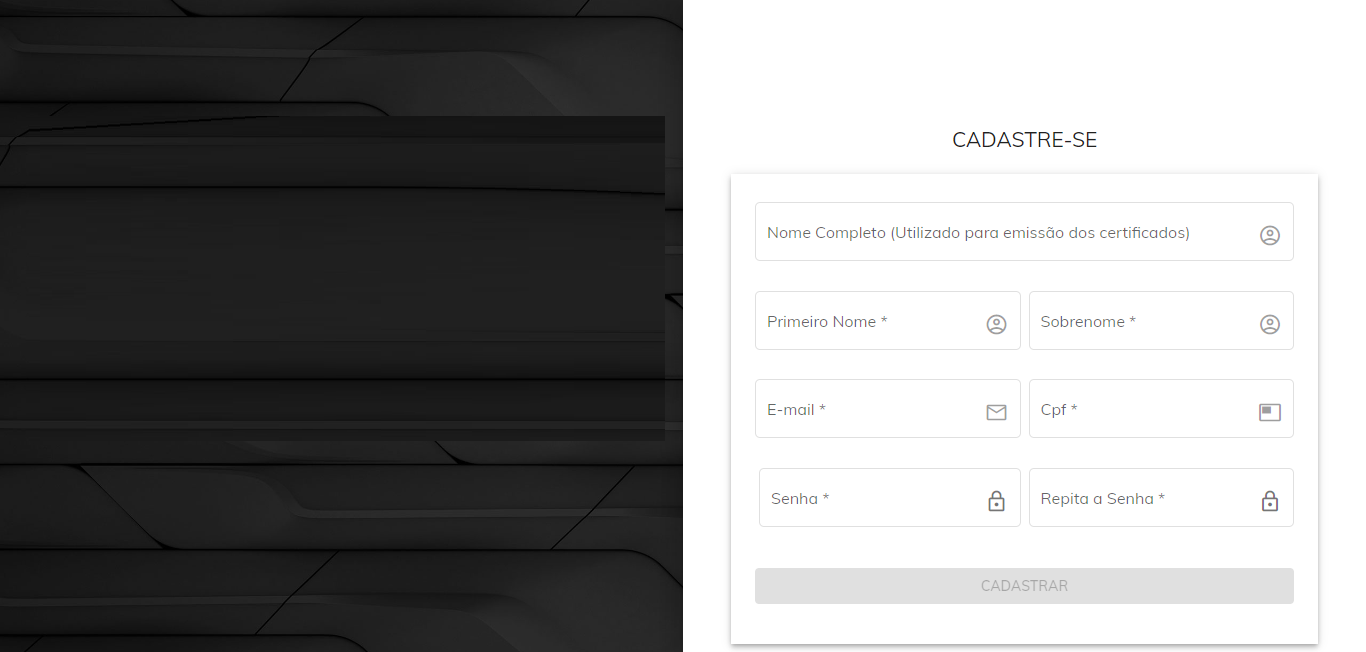 CADASTRE-SE
Nome Completo (Utilizado para emissão dos certificados)
Primeiro Nome *
Sobrenome *
E-mail *
Cpf *
Senha *
Repita a Senha *
CADASTRAR